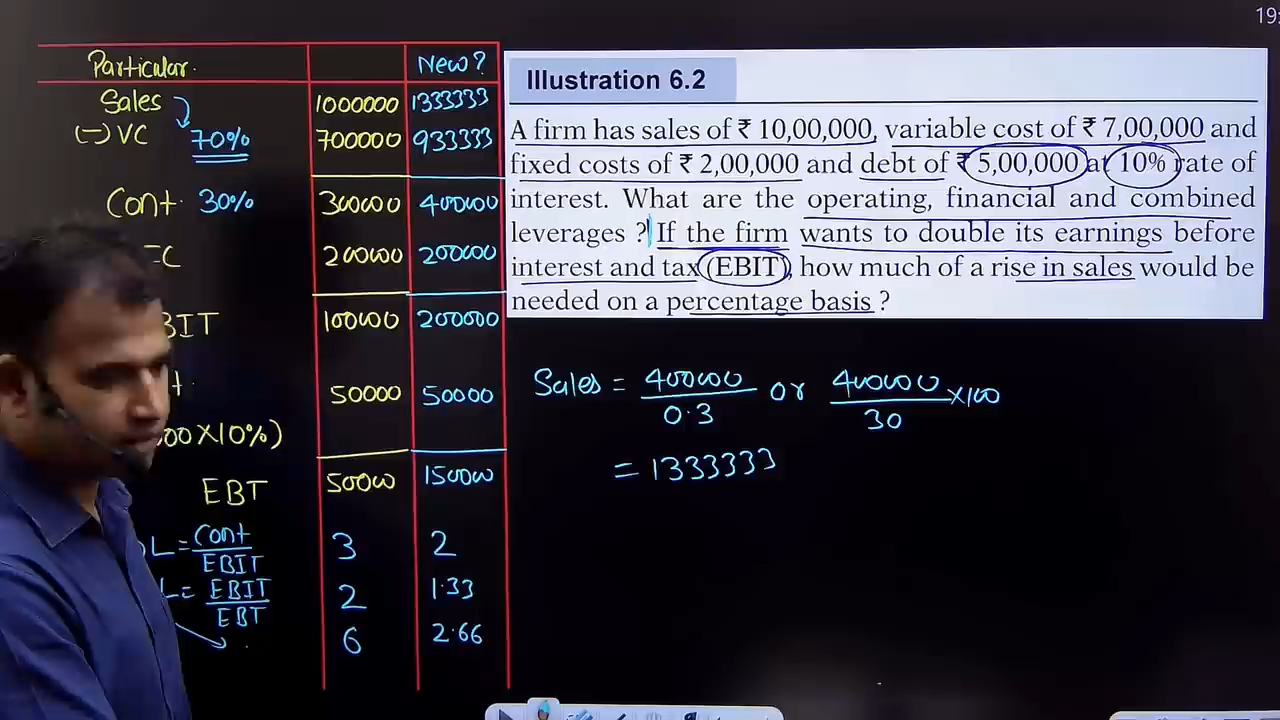 19:
Particular. New?
Sales 1000000 1333333
(-) VC 70% 700000 933333
Cont. 30% 300000 400000
C 200000 200000
BIT 100000 200000
t. 50000 50000
00X10%)
EBT 50000 150000
L = Cont / EBIT 3 2
L = EBIT / EBT 2 1.33
6 2.66
Illustration 6.2
A firm has sales of ₹ 10,00,000, variable cost of ₹ 7,00,000 and
fixed costs of ₹ 2,00,000 and debt of ₹ 5,00,000 at 10% rate of
interest. What are the operating, financial and combined
leverages ? If the firm wants to double its earnings before
interest and tax (EBIT), how much of a rise in sales would be
needed on a percentage basis ?
Sales = 400000 / 0.3 or 400000 / 30 X100
= 1333333